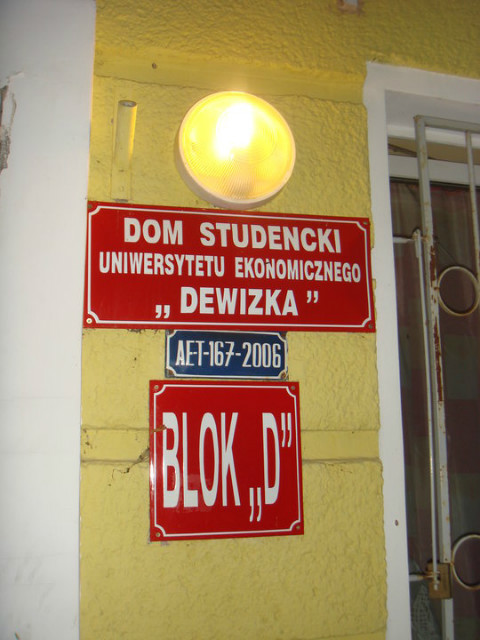 DOM STUDENCKI
UNIWERSYTETU EKONOMICZNEGO
„ DEWIZKA ”
AET-167-2006
BLOK „D”